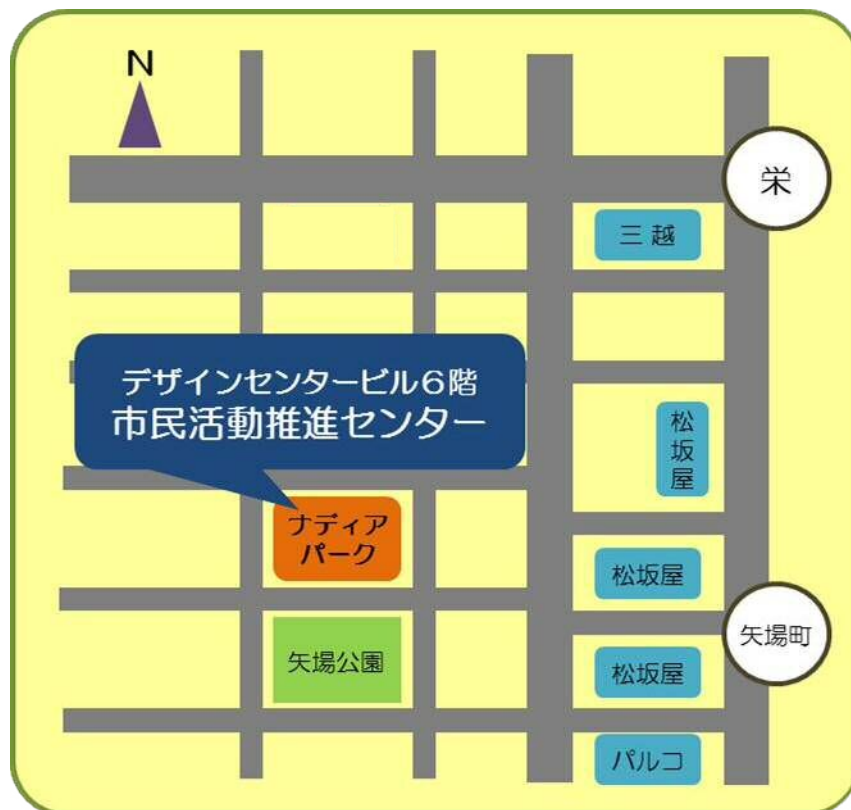 N
栄
三越
デザインセンタービル6階
市民活動推進センター
松
坂
屋
ナディア
パーク
松坂屋
矢場町
矢場公園
松坂屋
パルコ